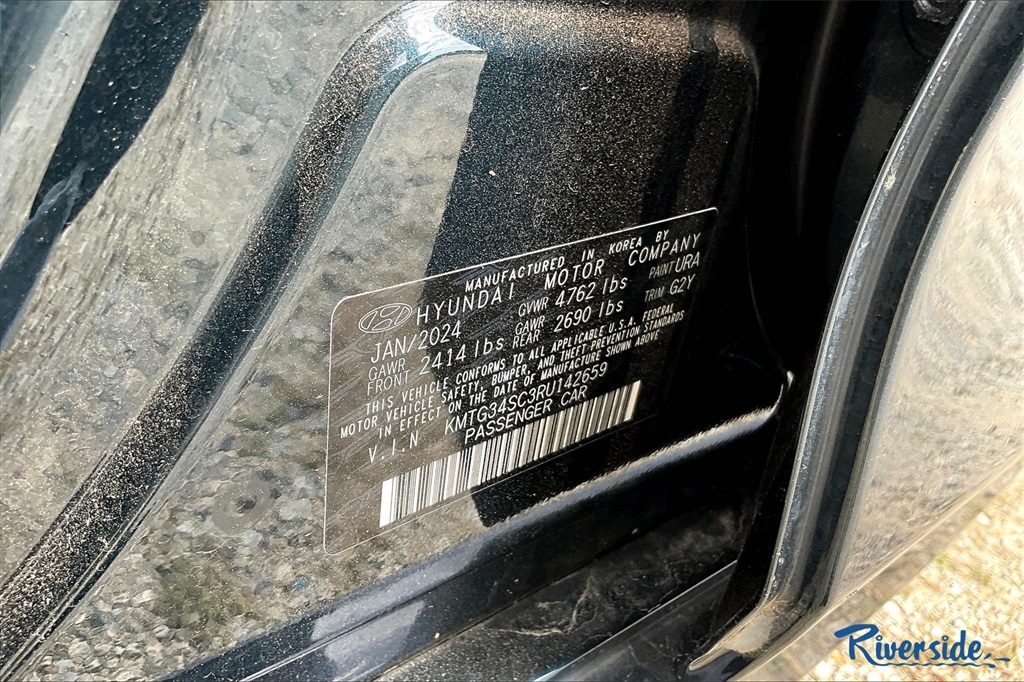 MANUFACTURED IN KOREA BY
HYUNDAI MOTOR COMPANY
JAN/2024 GVWR 4762 lbs PAINT URA
GAWR FRONT 2414 lbs GAWR REAR 2690 lbs TRIM G2Y
THIS VEHICLE CONFORMS TO ALL APPLICABLE U.S.A. FEDERAL
MOTOR VEHICLE SAFETY, BUMPER, AND THEFT PREVENTION STANDARDS
IN EFFECT ON THE DATE OF MANUFACTURE SHOWN ABOVE
V.I.N KMTG34SC3RU142659
PASSENGER CAR
Riverside